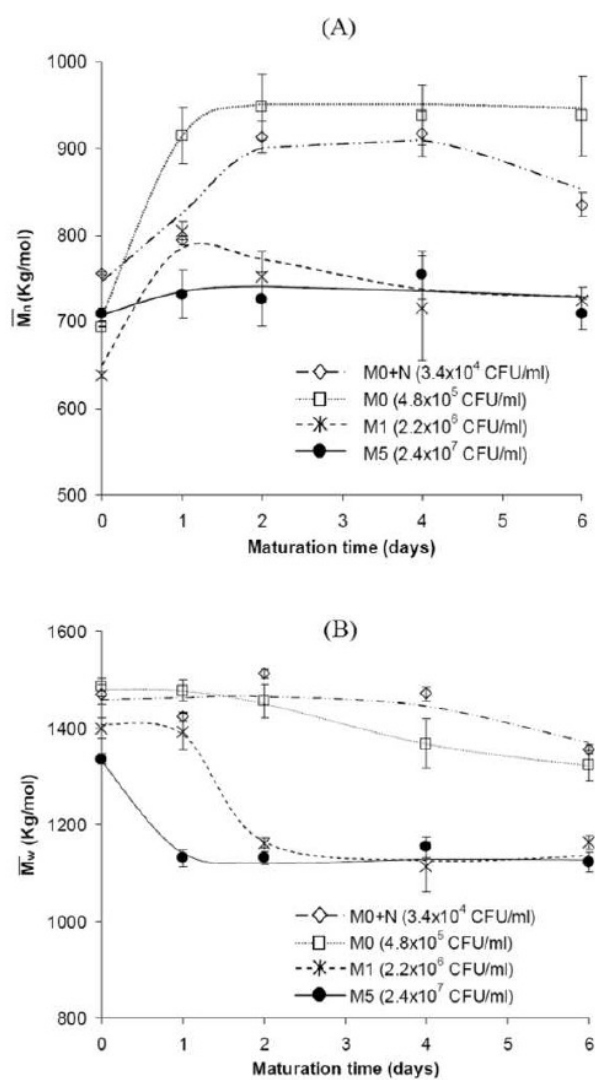 (A)
1000
900
800
700
600
500
M̅n (Kg/mol)
M0+N (3.4x10⁴ CFU/ml)
M0 (4.8x10⁵ CFU/ml)
M1 (2.2x10⁶ CFU/ml)
M5 (2.4x10⁷ CFU/ml)
0 1 2 3 4 5 6
Maturation time (days)
(B)
1600
1400
1200
1000
800
M̅w (Kg/mol)
M0+N (3.4x10⁴ CFU/ml)
M0 (4.8x10⁵ CFU/ml)
M1 (2.2x10⁶ CFU/ml)
M5 (2.4x10⁷ CFU/ml)
0 1 2 3 4 5 6
Maturation time (days)